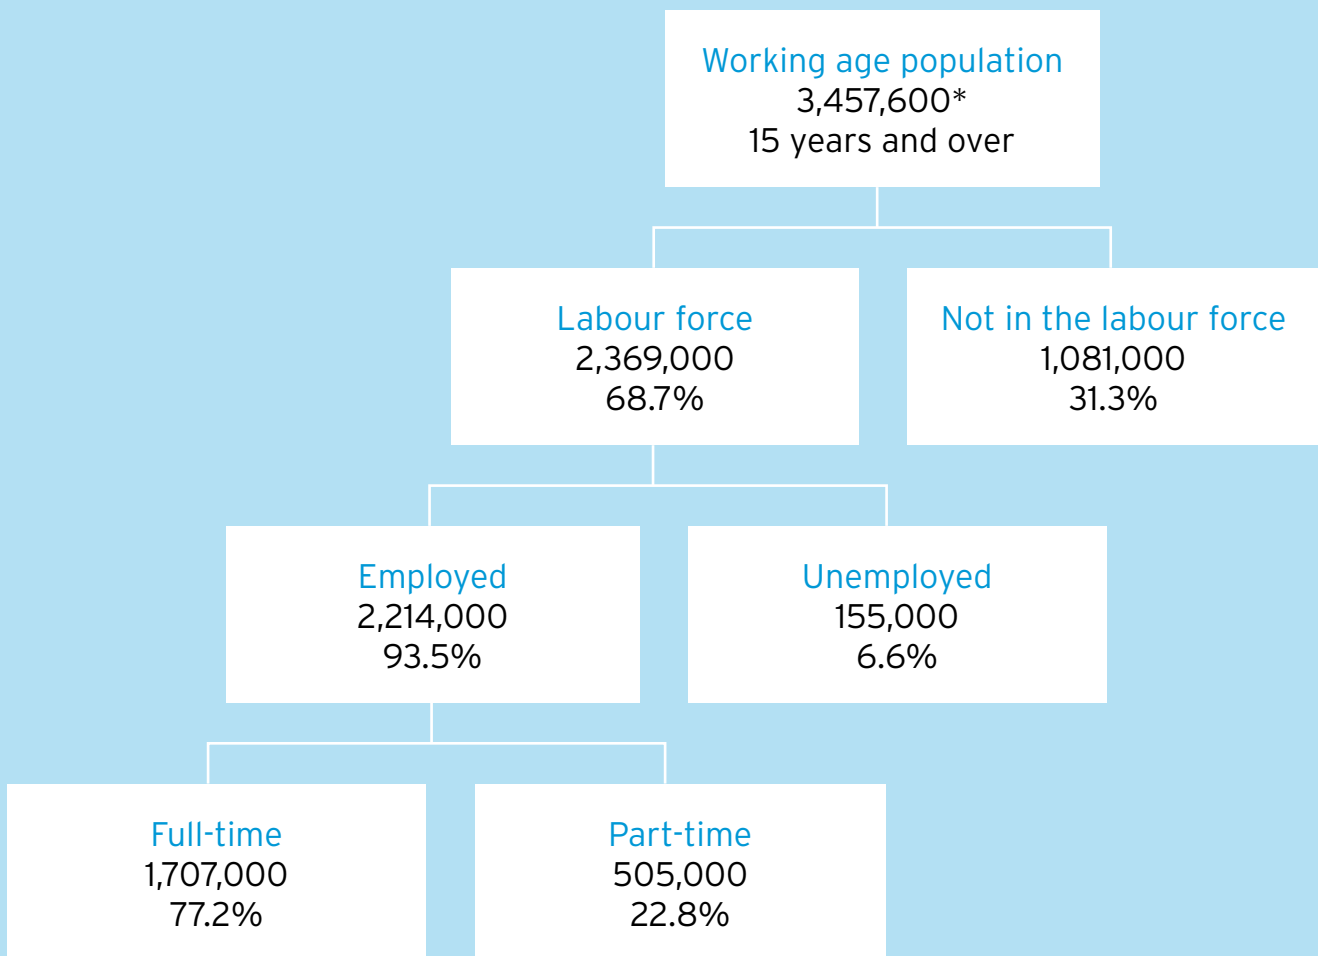 Working age population
3,457,600*
15 years and over
Labour force
2,369,000
68.7%
Not in the labour force
1,081,000
31.3%
Employed
2,214,000
93.5%
Unemployed
155,000
6.6%
Full-time
1,707,000
77.2%
Part-time
505,000
22.8%